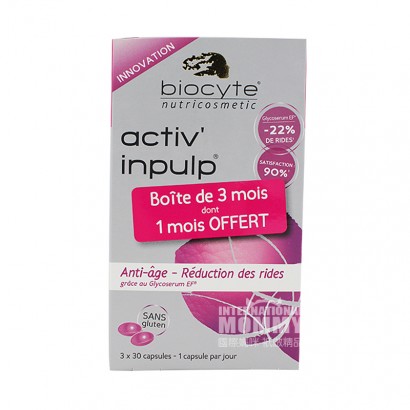 INNOVATION
biocyte®
nutricosmetic
Glycoserum EF®
-22%
DE RIDES¹
SATISFACTION
90%
activ'
inpulp®
Boîte de 3 mois
dont
1 mois OFFERT
Anti-âge – Réduction des rides
grâce au Glycoserum EF®
SANS
gluten
INTERNATIONAL
MOMMY
3 x 30 capsules - 1 capsule par jour